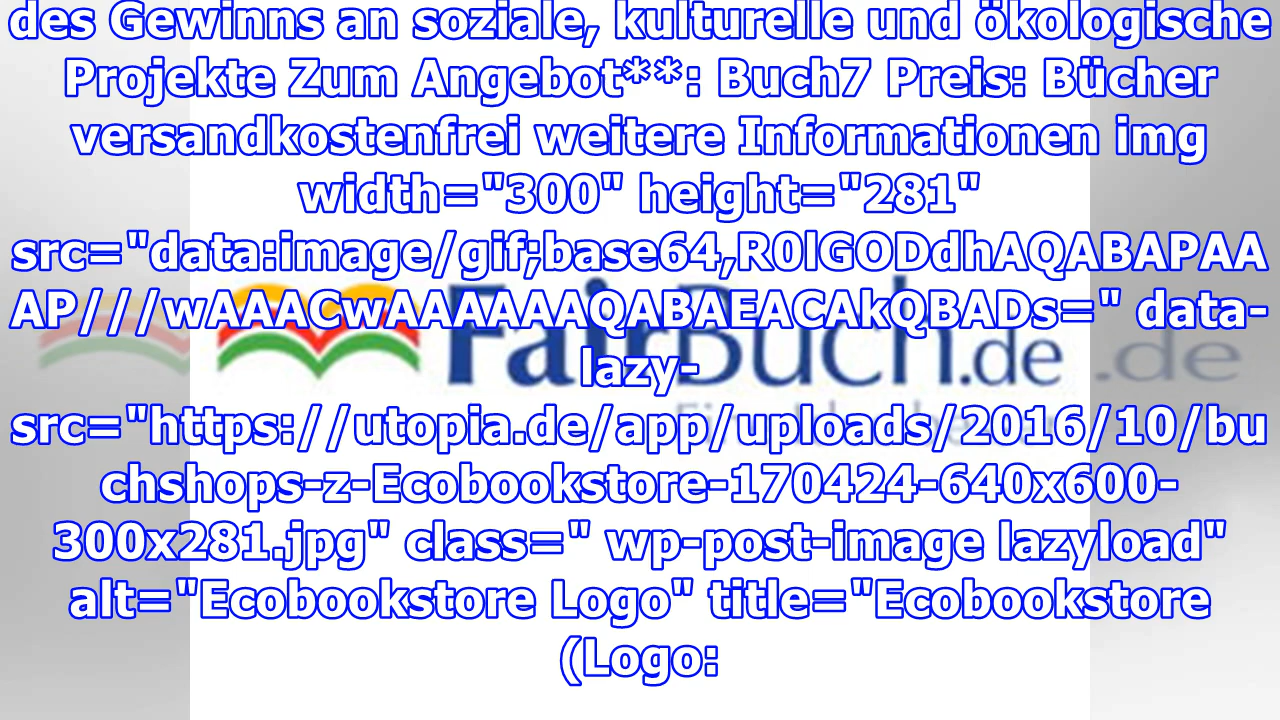 des Gewinns an soziale, kulturelle und ökologische
Projekte Zum Angebot**: Buch7 Preis: Bücher
versandkostenfrei weitere Informationen img
width="300" height="281"
src="data:image/gif;base64,R0lGODdhAQABAPAA
AP///wAAACwAAAAAAQABAEACAkQBADs=" data-
lazy-
src="https://utopia.de/app/uploads/2016/10/bu
chshops-z-Ecobookstore-170424-640x600-
300x281.jpg" class=" wp-post-image lazyload"
alt="Ecobookstore Logo" title="Ecobookstore
(Logo:
FairBuch.de
.de